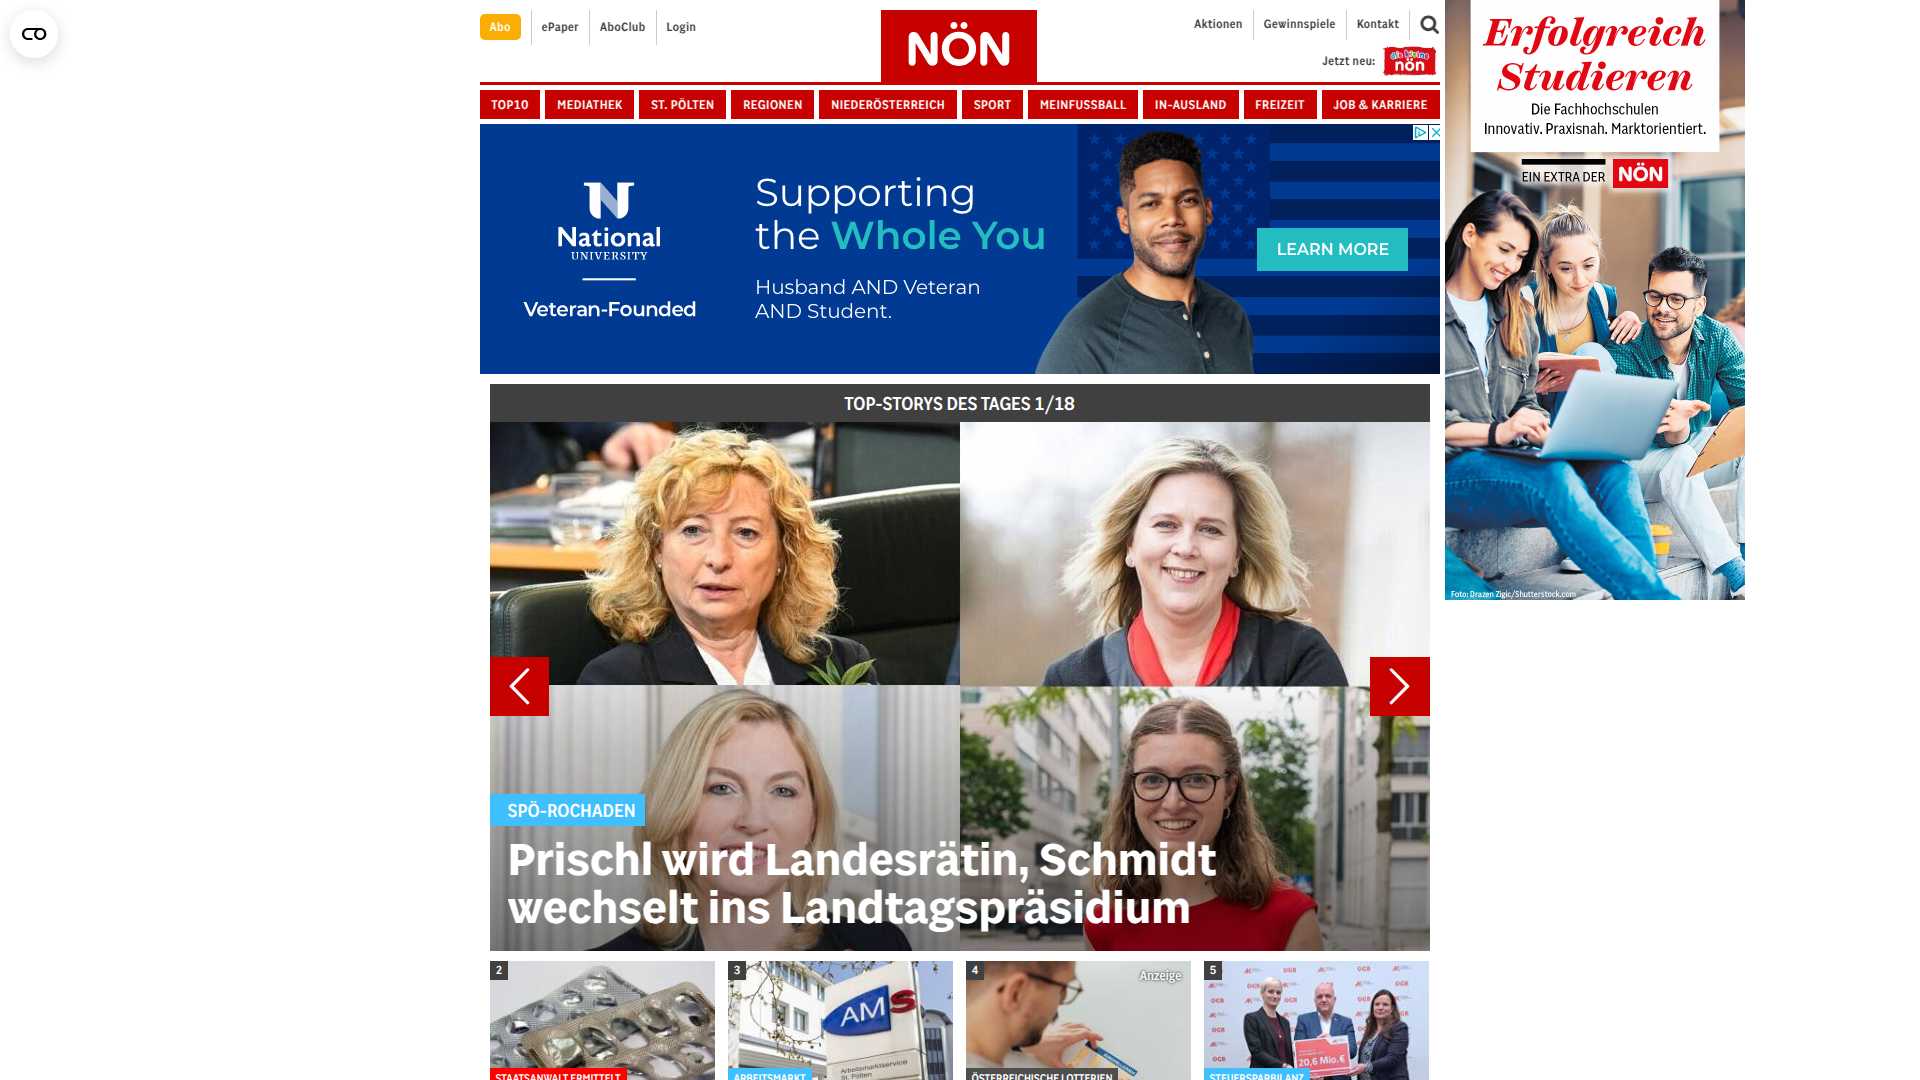 Abo
ePaper
AboClub
Login
NÖN
Aktionen
Gewinnspiele
Kontakt
Jetzt neu:
die kleine
nön
TOP10
MEDIATHEK
ST. PÖLTEN
REGIONEN
NIEDERÖSTERREICH
SPORT
MEINFUSSBALL
IN-AUSLAND
FREIZEIT
JOB & KARRIERE
National
UNIVERSITY
Veteran-Founded
Supporting
the Whole You
Husband AND Veteran
AND Student.
LEARN MORE
Erfolgreich
Studieren
Die Fachhochschulen
Innovativ. Praxisnah. Marktorientiert.
EIN EXTRA DER NÖN
Foto: Drazen Zigic/Shutterstock.com
TOP-STORYS DES TAGES 1/18
SPÖ-ROCHADEN
Prischl wird Landesrätin, Schmidt
wechselt ins Landtagspräsidium
2
STAATSANWALT ERMITTELT
3
AMS
Arbeitsmarktservice
St. Pölten
ARBEITSMARKT
4
Anzeige
ÖSTERREICHISCHE LOTTERIEN
5
ÖGB
20,6 Mio. €
STEUERSPARBILANZ